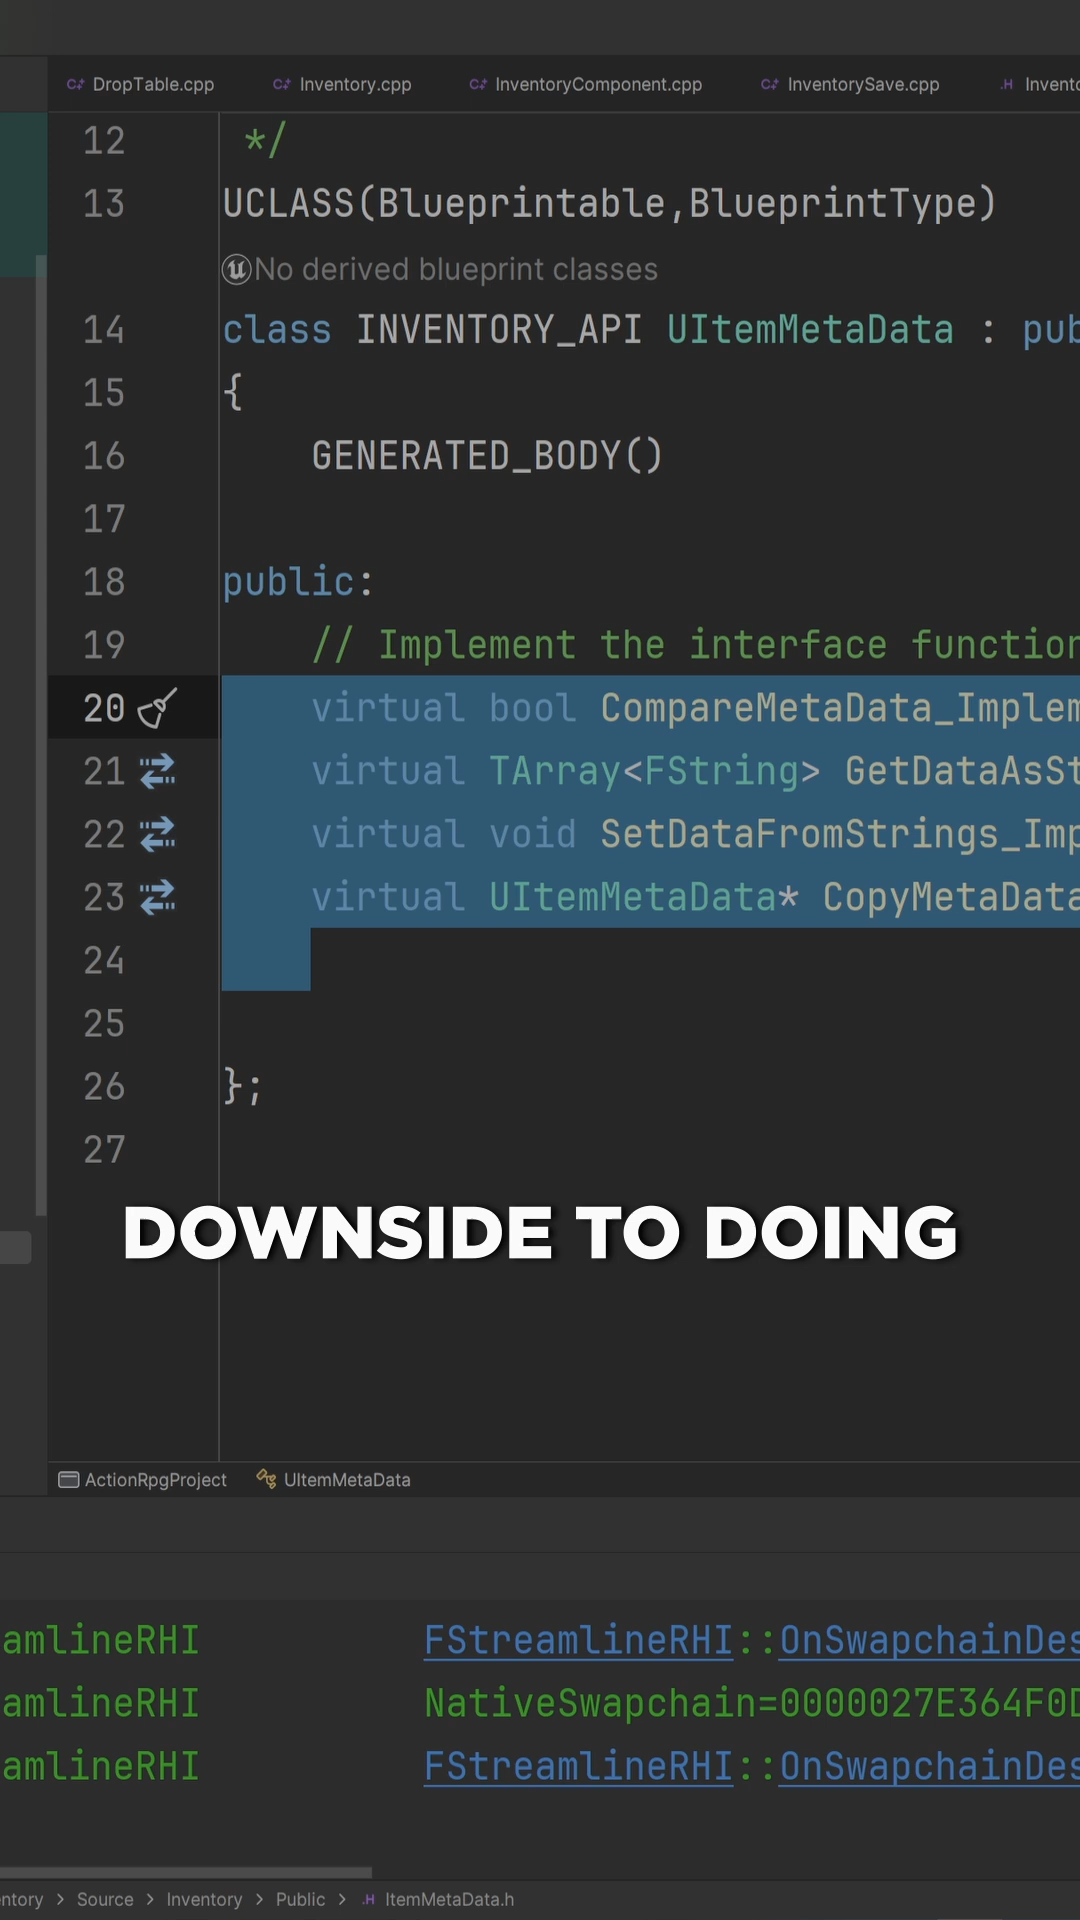 DropTable.cpp Inventory.cpp InventoryComponent.cpp InventorySave.cpp Invento
12 */
13 UCLASS(Blueprintable,BlueprintType)
No derived blueprint classes
14 class INVENTORY_API UItemMetaData : pub
15 {
16 GENERATED_BODY()
17
18 public:
19 // Implement the interface function
20 virtual bool CompareMetaData_Implem
21 virtual TArray<FString> GetDataAsSt
22 virtual void SetDataFromStrings_Imp
23 virtual UItemMetaData* CopyMetaData
24
25
26 };
27
DOWNSIDE TO DOING
ActionRpgProject UItemMetaData
amlineRHI FStreamlineRHI::OnSwapchainDes
amlineRHI NativeSwapchain=0000027E364F0D
amlineRHI FStreamlineRHI::OnSwapchainDes
entory > Source > Inventory > Public > .H ItemMetaData.h